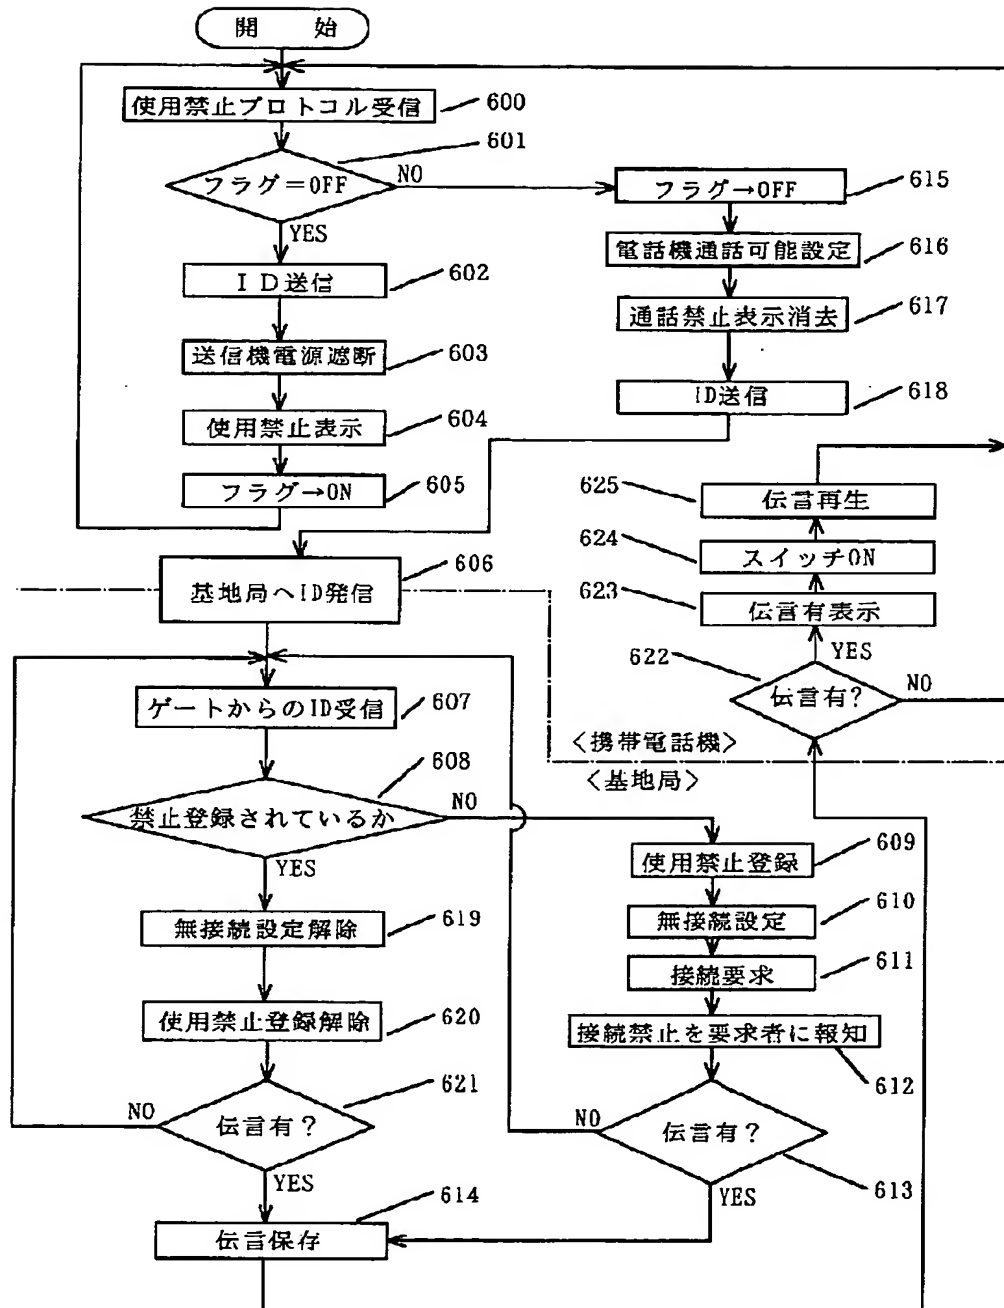 開 始
使用禁止プロトコル受信
600
601
フラグ=OFF
NO
YES
ID送信
602
送信機電源遮断
603
使用禁止表示
604
フラグ→ON
605
フラグ→OFF
615
電話機通話可能設定
616
通話禁止表示消去
617
ID送信
618
基地局へID発信
606
625
伝言再生
624
スイッチON
623
伝言有表示
622
YES
伝言有?
NO
<携帯電話機>
<基地局>
ゲートからのID受信
607
608
禁止登録されているか
NO
YES
使用禁止登録
609
無接続設定
610
接続要求
611
接続禁止を要求者に報知
612
無接続設定解除
619
使用禁止登録解除
620
621
NO
伝言有?
YES
NO
伝言有?
613
YES
614
伝言保存